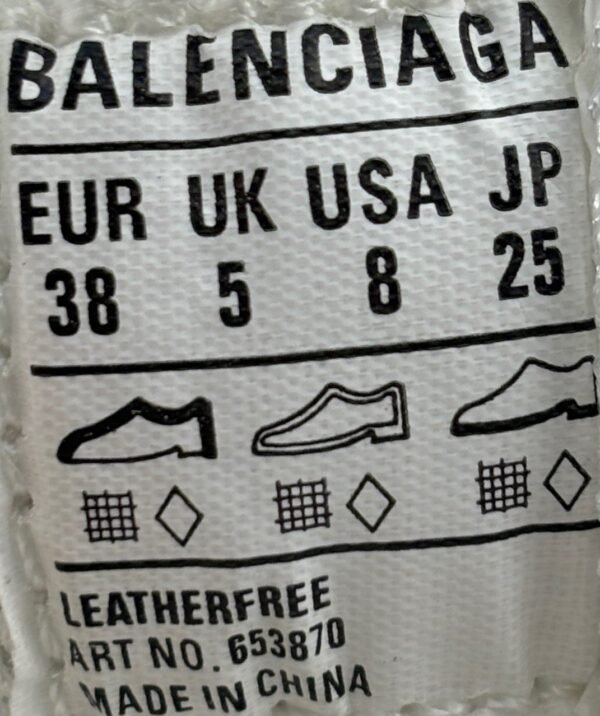 BALENCIAGA
EUR UK USA JP
38 5 8 25
LEATHERFREE
ART NO. 653870
MADE IN CHINA